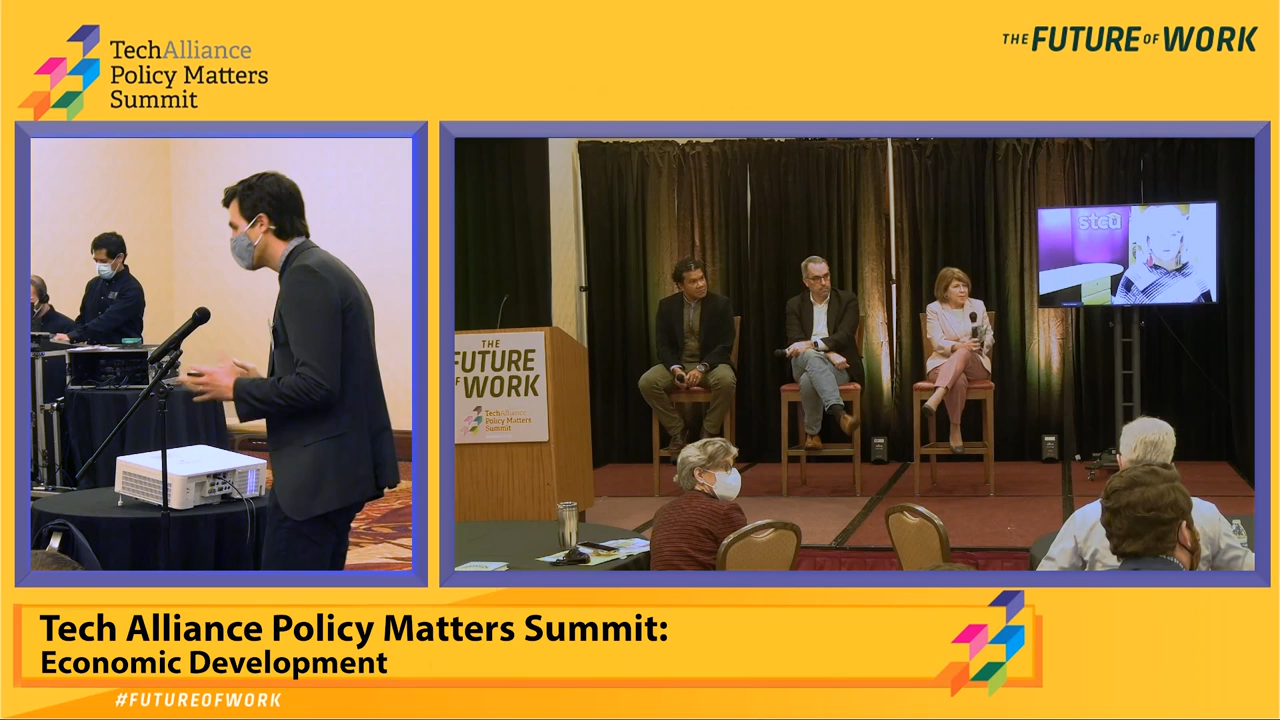 TechAlliance
Policy Matters
Summit
THE FUTURE OF WORK
stcu
THE
FUTURE
OF WORK
TechAlliance
Policy Matters
Summit
Tech Alliance Policy Matters Summit:
Economic Development
#FUTUREOFWORK